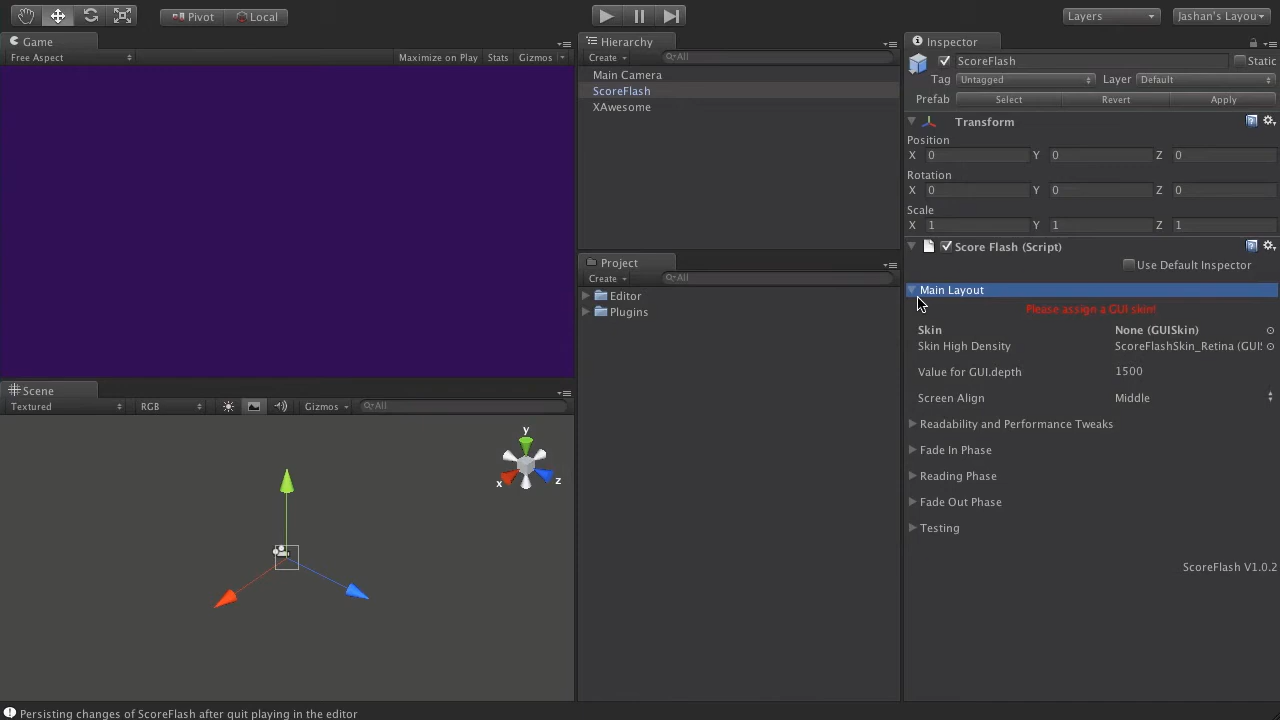 Pivot Local Layers Jashan's Layou
Game
Free Aspect Maximize on Play Stats Gizmos
Scene
Textured RGB Gizmos All
y
x z
Hierarchy
Create All
Main Camera
ScoreFlash
XAwesome
Project
Create All
Editor
Plugins
Inspector
ScoreFlash Static
Tag Untagged Layer Default
Prefab Select Revert Apply
Transform
Position
X 0 Y 0 Z 0
Rotation
X 0 Y 0 Z 0
Scale
X 1 Y 1 Z 1
Score Flash (Script)
Use Default Inspector
Main Layout
Please assign a GUI skin!
Skin None (GUISkin)
Skin High Density ScoreFlashSkin_Retina (GUI
Value for GUI.depth 1500
Screen Align Middle
Readability and Performance Tweaks
Fade In Phase
Reading Phase
Fade Out Phase
Testing
ScoreFlash V1.0.2
Persisting changes of ScoreFlash after quit playing in the editor